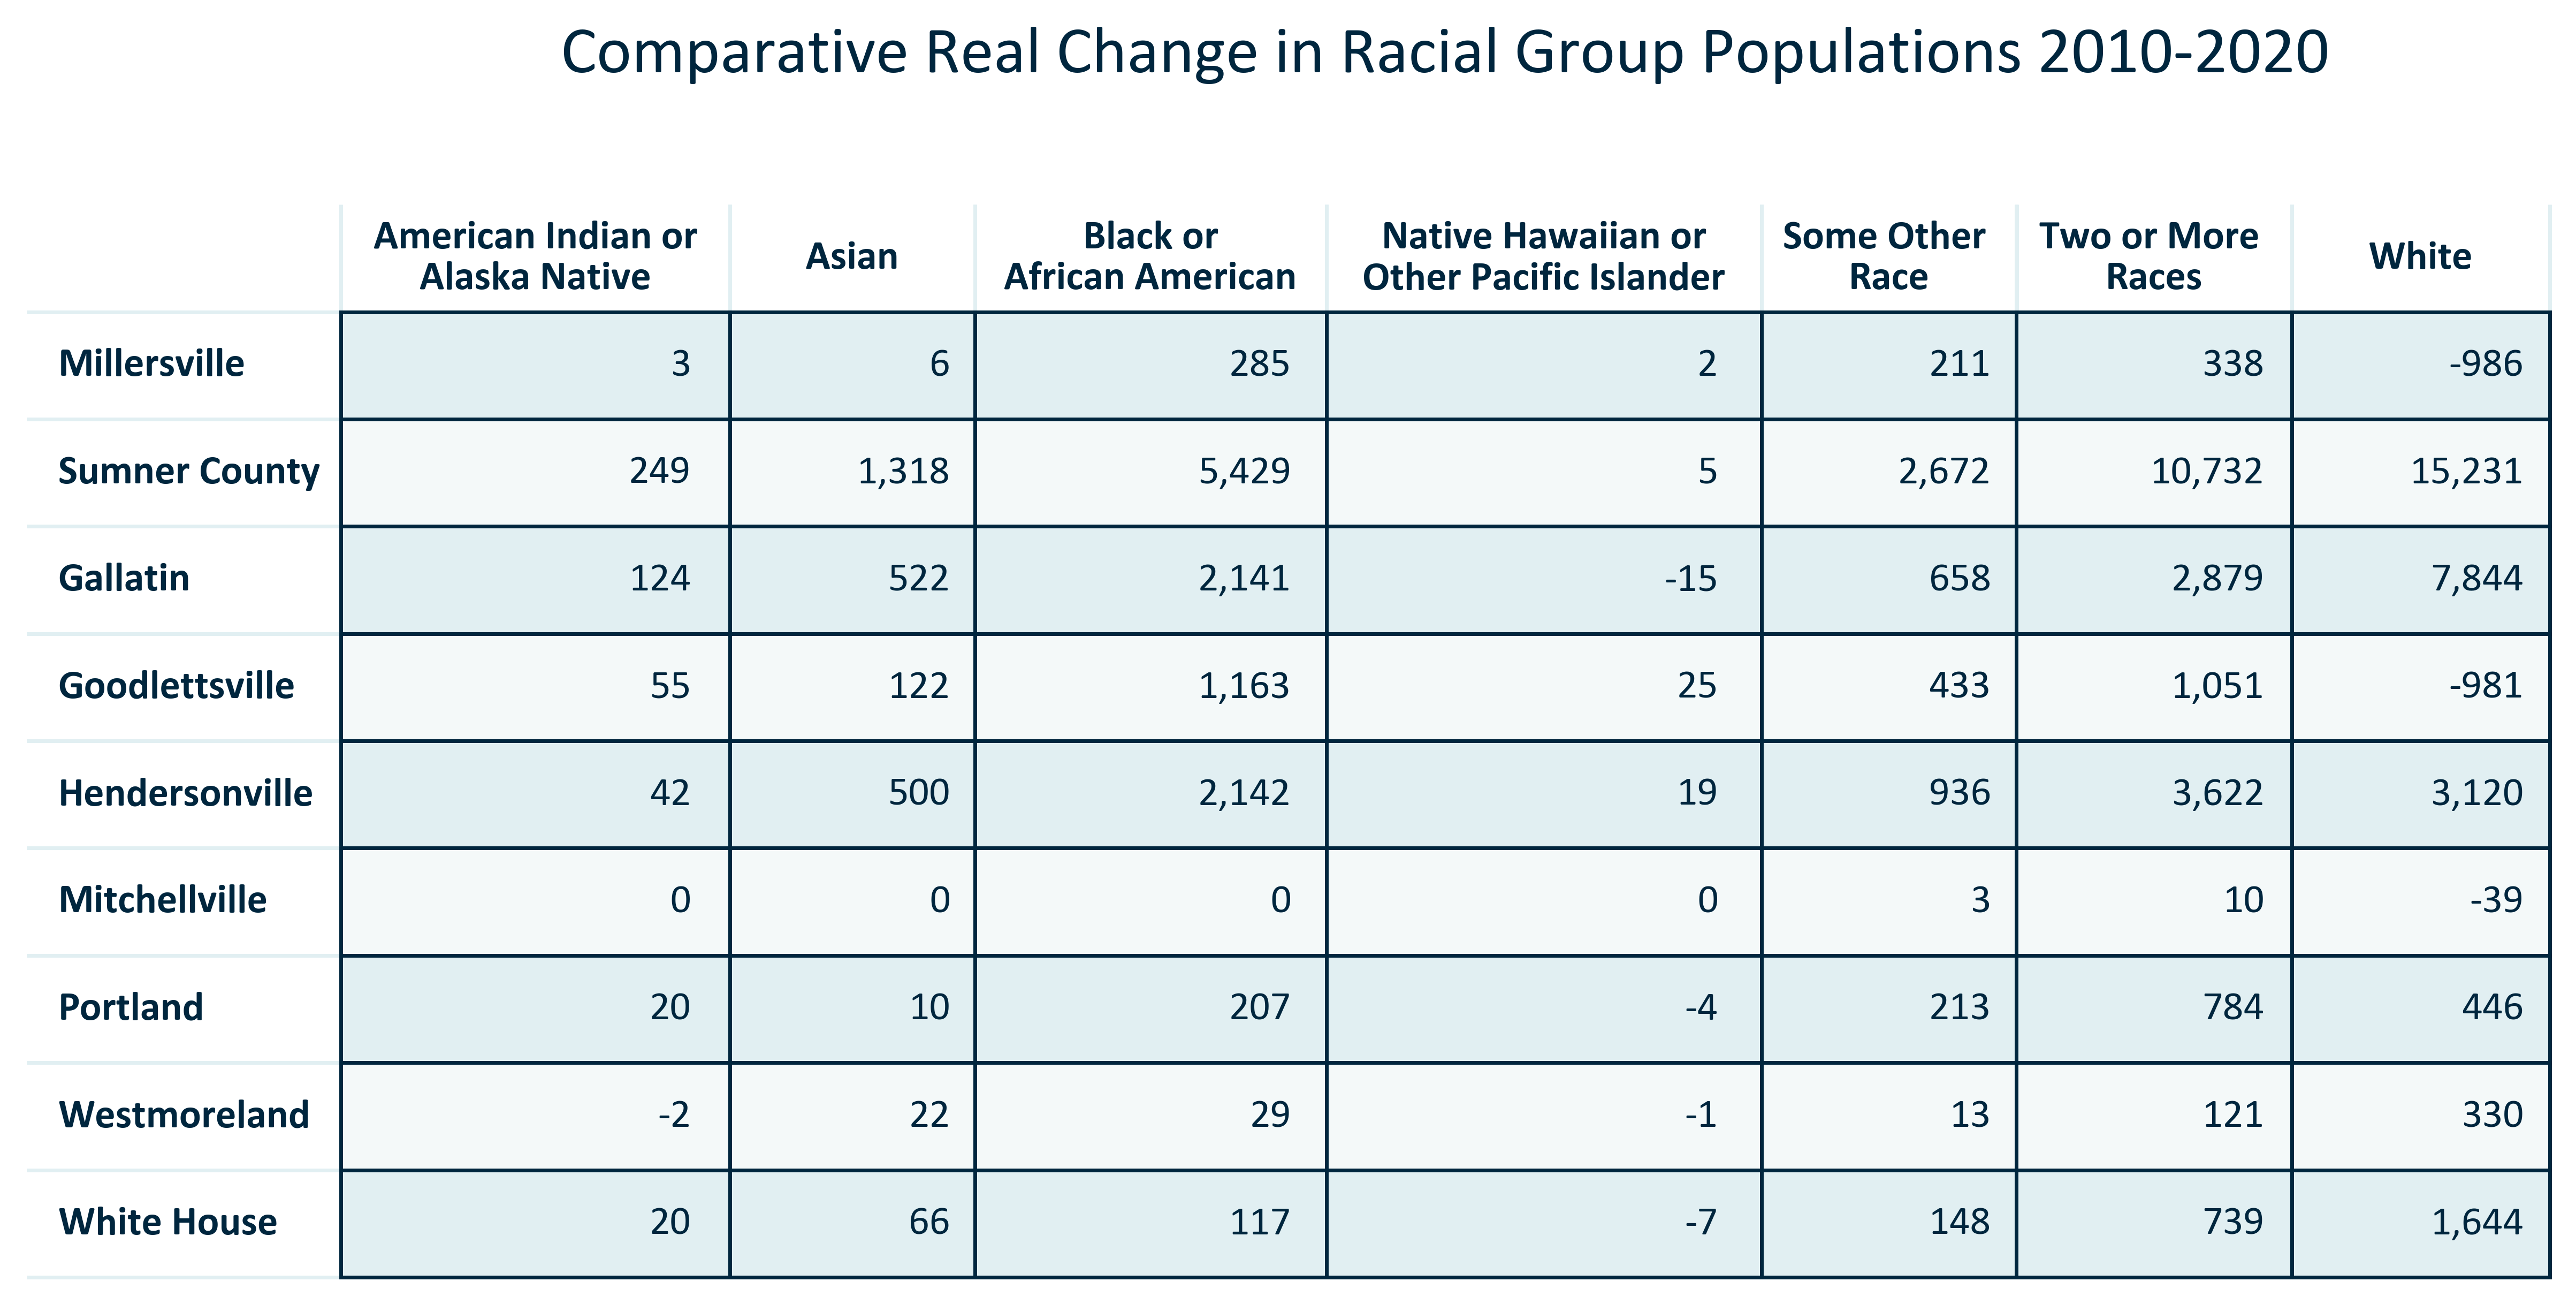 Comparative Real Change in Racial Group Populations 2010-2020
American Indian or Alaska Native Asian Black or African American Native Hawaiian or Other Pacific Islander Some Other Race Two or More Races White
Millersville 3 6 285 2 211 338 -986
Sumner County 249 1,318 5,429 5 2,672 10,732 15,231
Gallatin 124 522 2,141 -15 658 2,879 7,844
Goodlettsville 55 122 1,163 25 433 1,051 -981
Hendersonville 42 500 2,142 19 936 3,622 3,120
Mitchellville 0 0 0 0 3 10 -39
Portland 20 10 207 -4 213 784 446
Westmoreland -2 22 29 -1 13 121 330
White House 20 66 117 -7 148 739 1,644